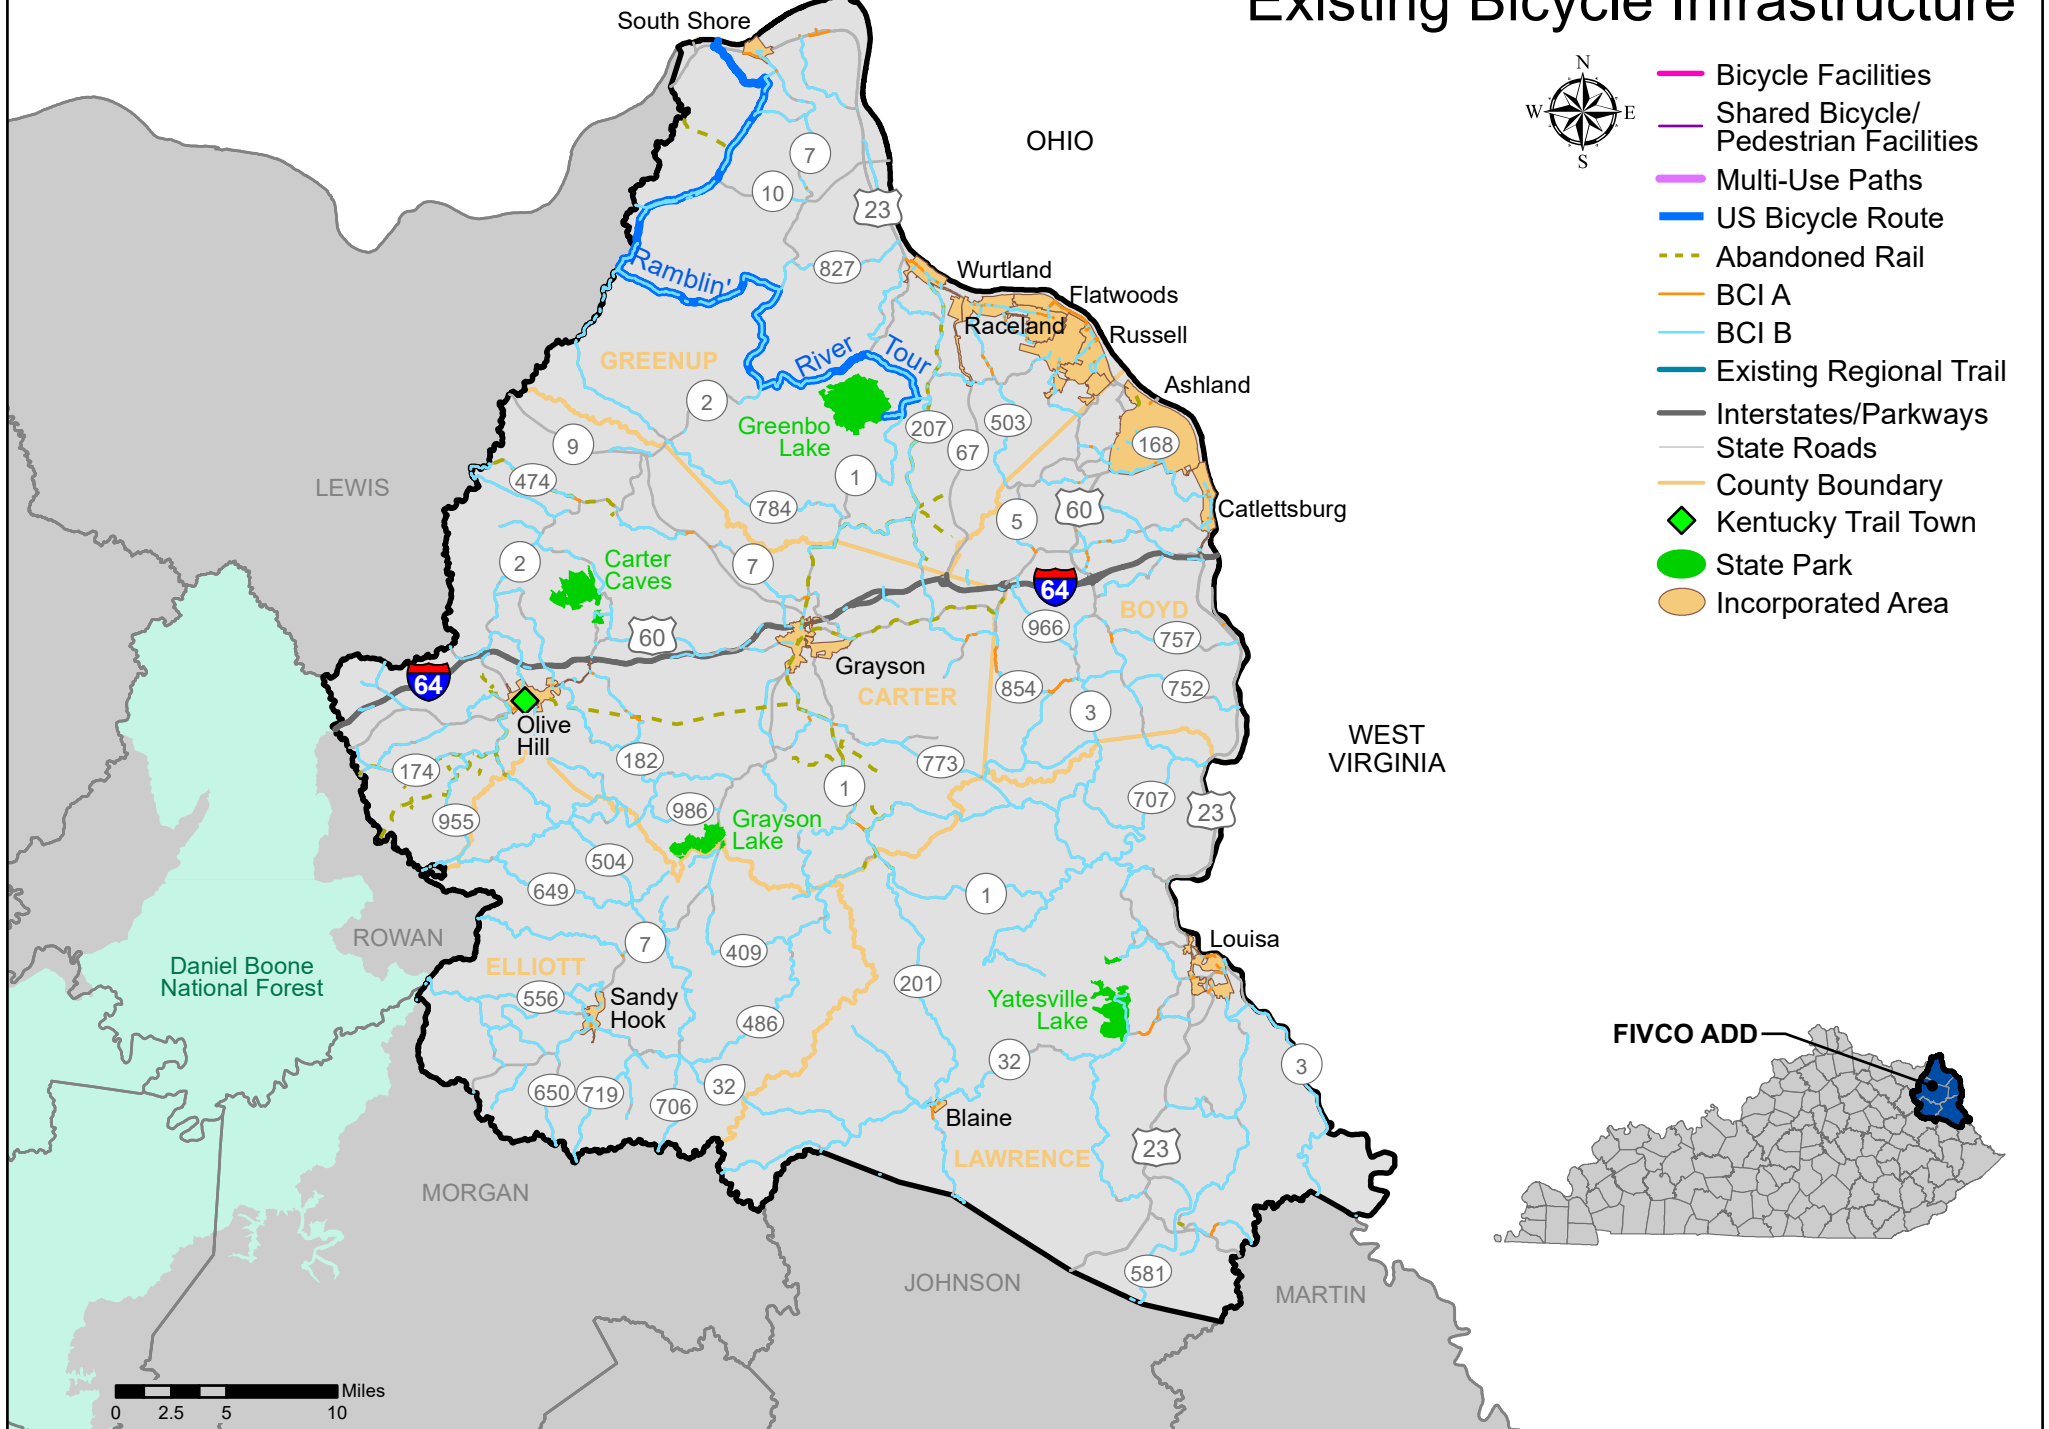 Existing Bicycle Infrastructure
South Shore
N
W
E
S
Bicycle Facilities
Shared Bicycle/
Pedestrian Facilities
Multi-Use Paths
US Bicycle Route
Abandoned Rail
BCI A
BCI B
Existing Regional Trail
Interstates/Parkways
State Roads
County Boundary
Kentucky Trail Town
State Park
Incorporated Area
OHIO
7
10
23
827
Wurtland
Ramblin'
Flatwoods
Raceland
Russell
River
Tour
GREENUP
Ashland
2
Greenbo
Lake
207
503
168
9
67
1
474
LEWIS
784
5
60
Catlettsburg
2
Carter
Caves
7
64
BOYD
966
757
60
Grayson
64
CARTER
854
752
3
Olive
Hill
WEST
VIRGINIA
182
773
174
1
986
707
23
955
Grayson
Lake
504
649
1
ROWAN
7
409
Louisa
ELLIOTT
Daniel Boone
National Forest
201
556
Sandy
Hook
Yatesville
Lake
486
FIVCO ADD
32
3
650
719
706
32
Blaine
23
LAWRENCE
MORGAN
581
JOHNSON
MARTIN
Miles
0
2.5
5
10